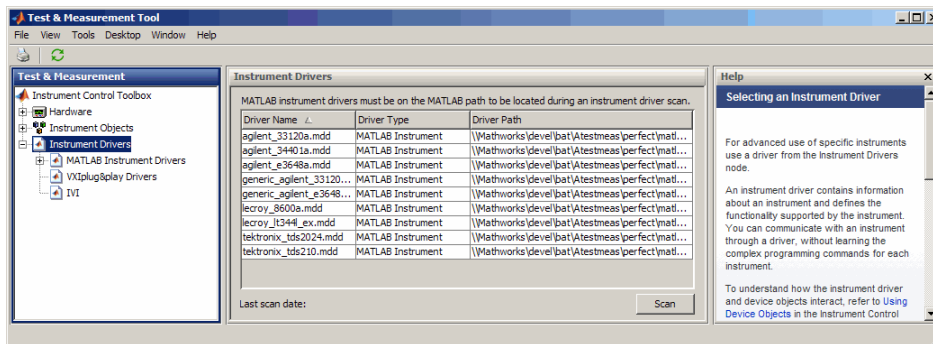 Test & Measurement Tool
File View Tools Desktop Window Help
Test & Measurement
Instrument Control Toolbox
Hardware
Instrument Objects
Instrument Drivers
MATLAB Instrument Drivers
VXIplug&play Drivers
IVI
Instrument Drivers
MATLAB instrument drivers must be on the MATLAB path to be located during an instrument driver scan.
Driver Name Driver Type Driver Path
agilent_33120a.mdd MATLAB Instrument \\Mathworks\devel\bat\Atestmeas\perfect\matl...
agilent_34401a.mdd MATLAB Instrument \\Mathworks\devel\bat\Atestmeas\perfect\matl...
agilent_e3648a.mdd MATLAB Instrument \\Mathworks\devel\bat\Atestmeas\perfect\matl...
generic_agilent_33120... MATLAB Instrument \\Mathworks\devel\bat\Atestmeas\perfect\matl...
generic_agilent_e3648... MATLAB Instrument \\Mathworks\devel\bat\Atestmeas\perfect\matl...
lecroy_8600a.mdd MATLAB Instrument \\Mathworks\devel\bat\Atestmeas\perfect\matl...
lecroy_lt344l_ex.mdd MATLAB Instrument \\Mathworks\devel\bat\Atestmeas\perfect\matl...
tektronix_tds2024.mdd MATLAB Instrument \\Mathworks\devel\bat\Atestmeas\perfect\matl...
tektronix_tds210.mdd MATLAB Instrument \\Mathworks\devel\bat\Atestmeas\perfect\matl...
Last scan date: Scan
Help
Selecting an Instrument Driver
For advanced use of specific instruments
use a driver from the Instrument Drivers
node.
An instrument driver contains information
about an instrument and defines the
functionality supported by the instrument.
You can communicate with an instrument
through a driver, without learning the
complex programming commands for each
instrument.
To understand how the instrument driver
and device objects interact, refer to Using
Device Objects in the Instrument Control